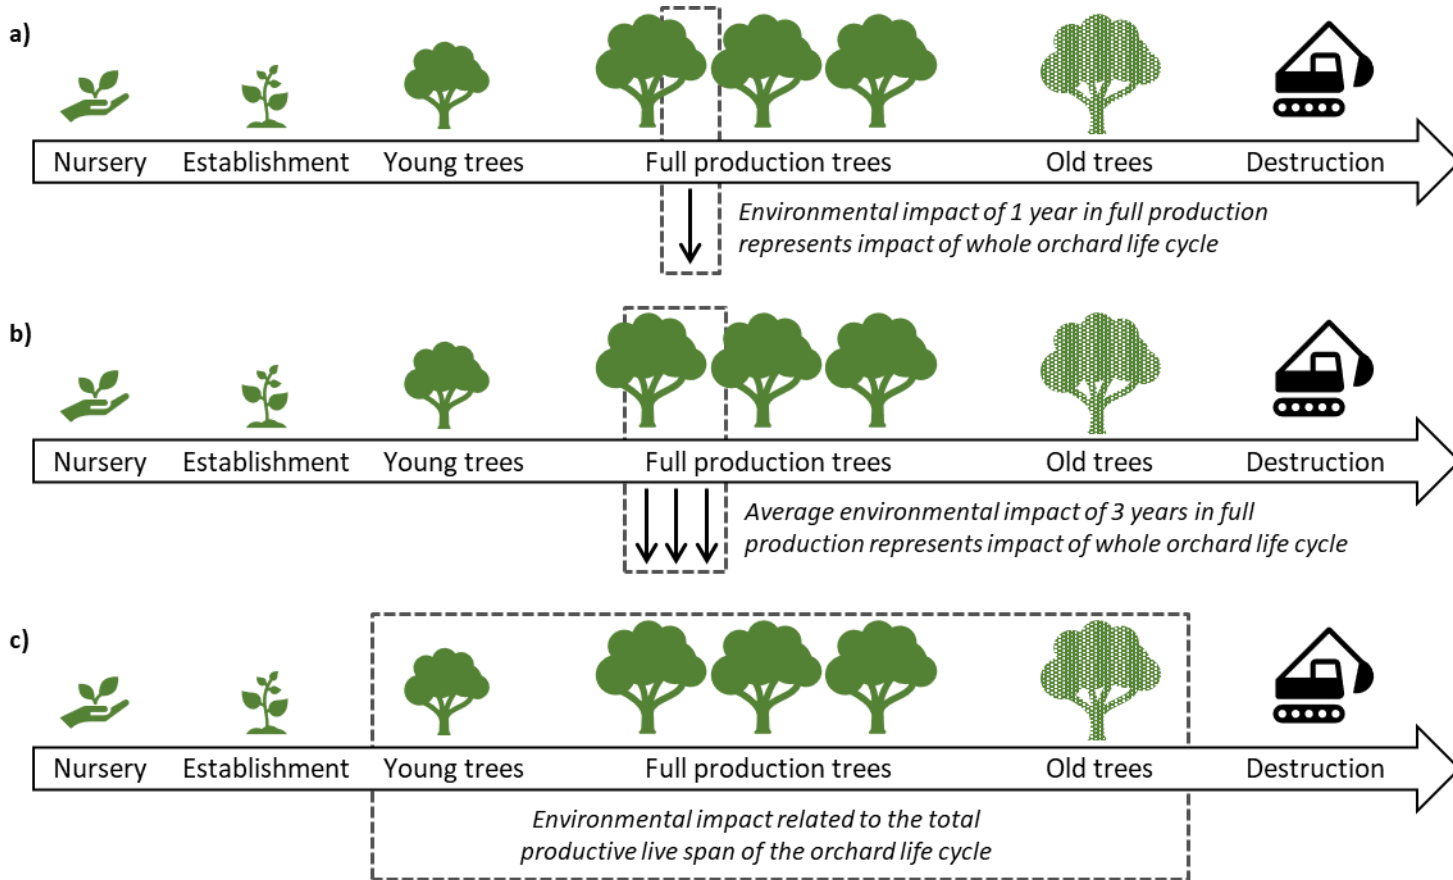 a)
Nursery Establishment Young trees Full production trees Old trees Destruction
Environmental impact of 1 year in full production
represents impact of whole orchard life cycle
b)
Nursery Establishment Young trees Full production trees Old trees Destruction
Average environmental impact of 3 years in full
production represents impact of whole orchard life cycle
c)
Nursery Establishment Young trees Full production trees Old trees Destruction
Environmental impact related to the total
productive live span of the orchard life cycle